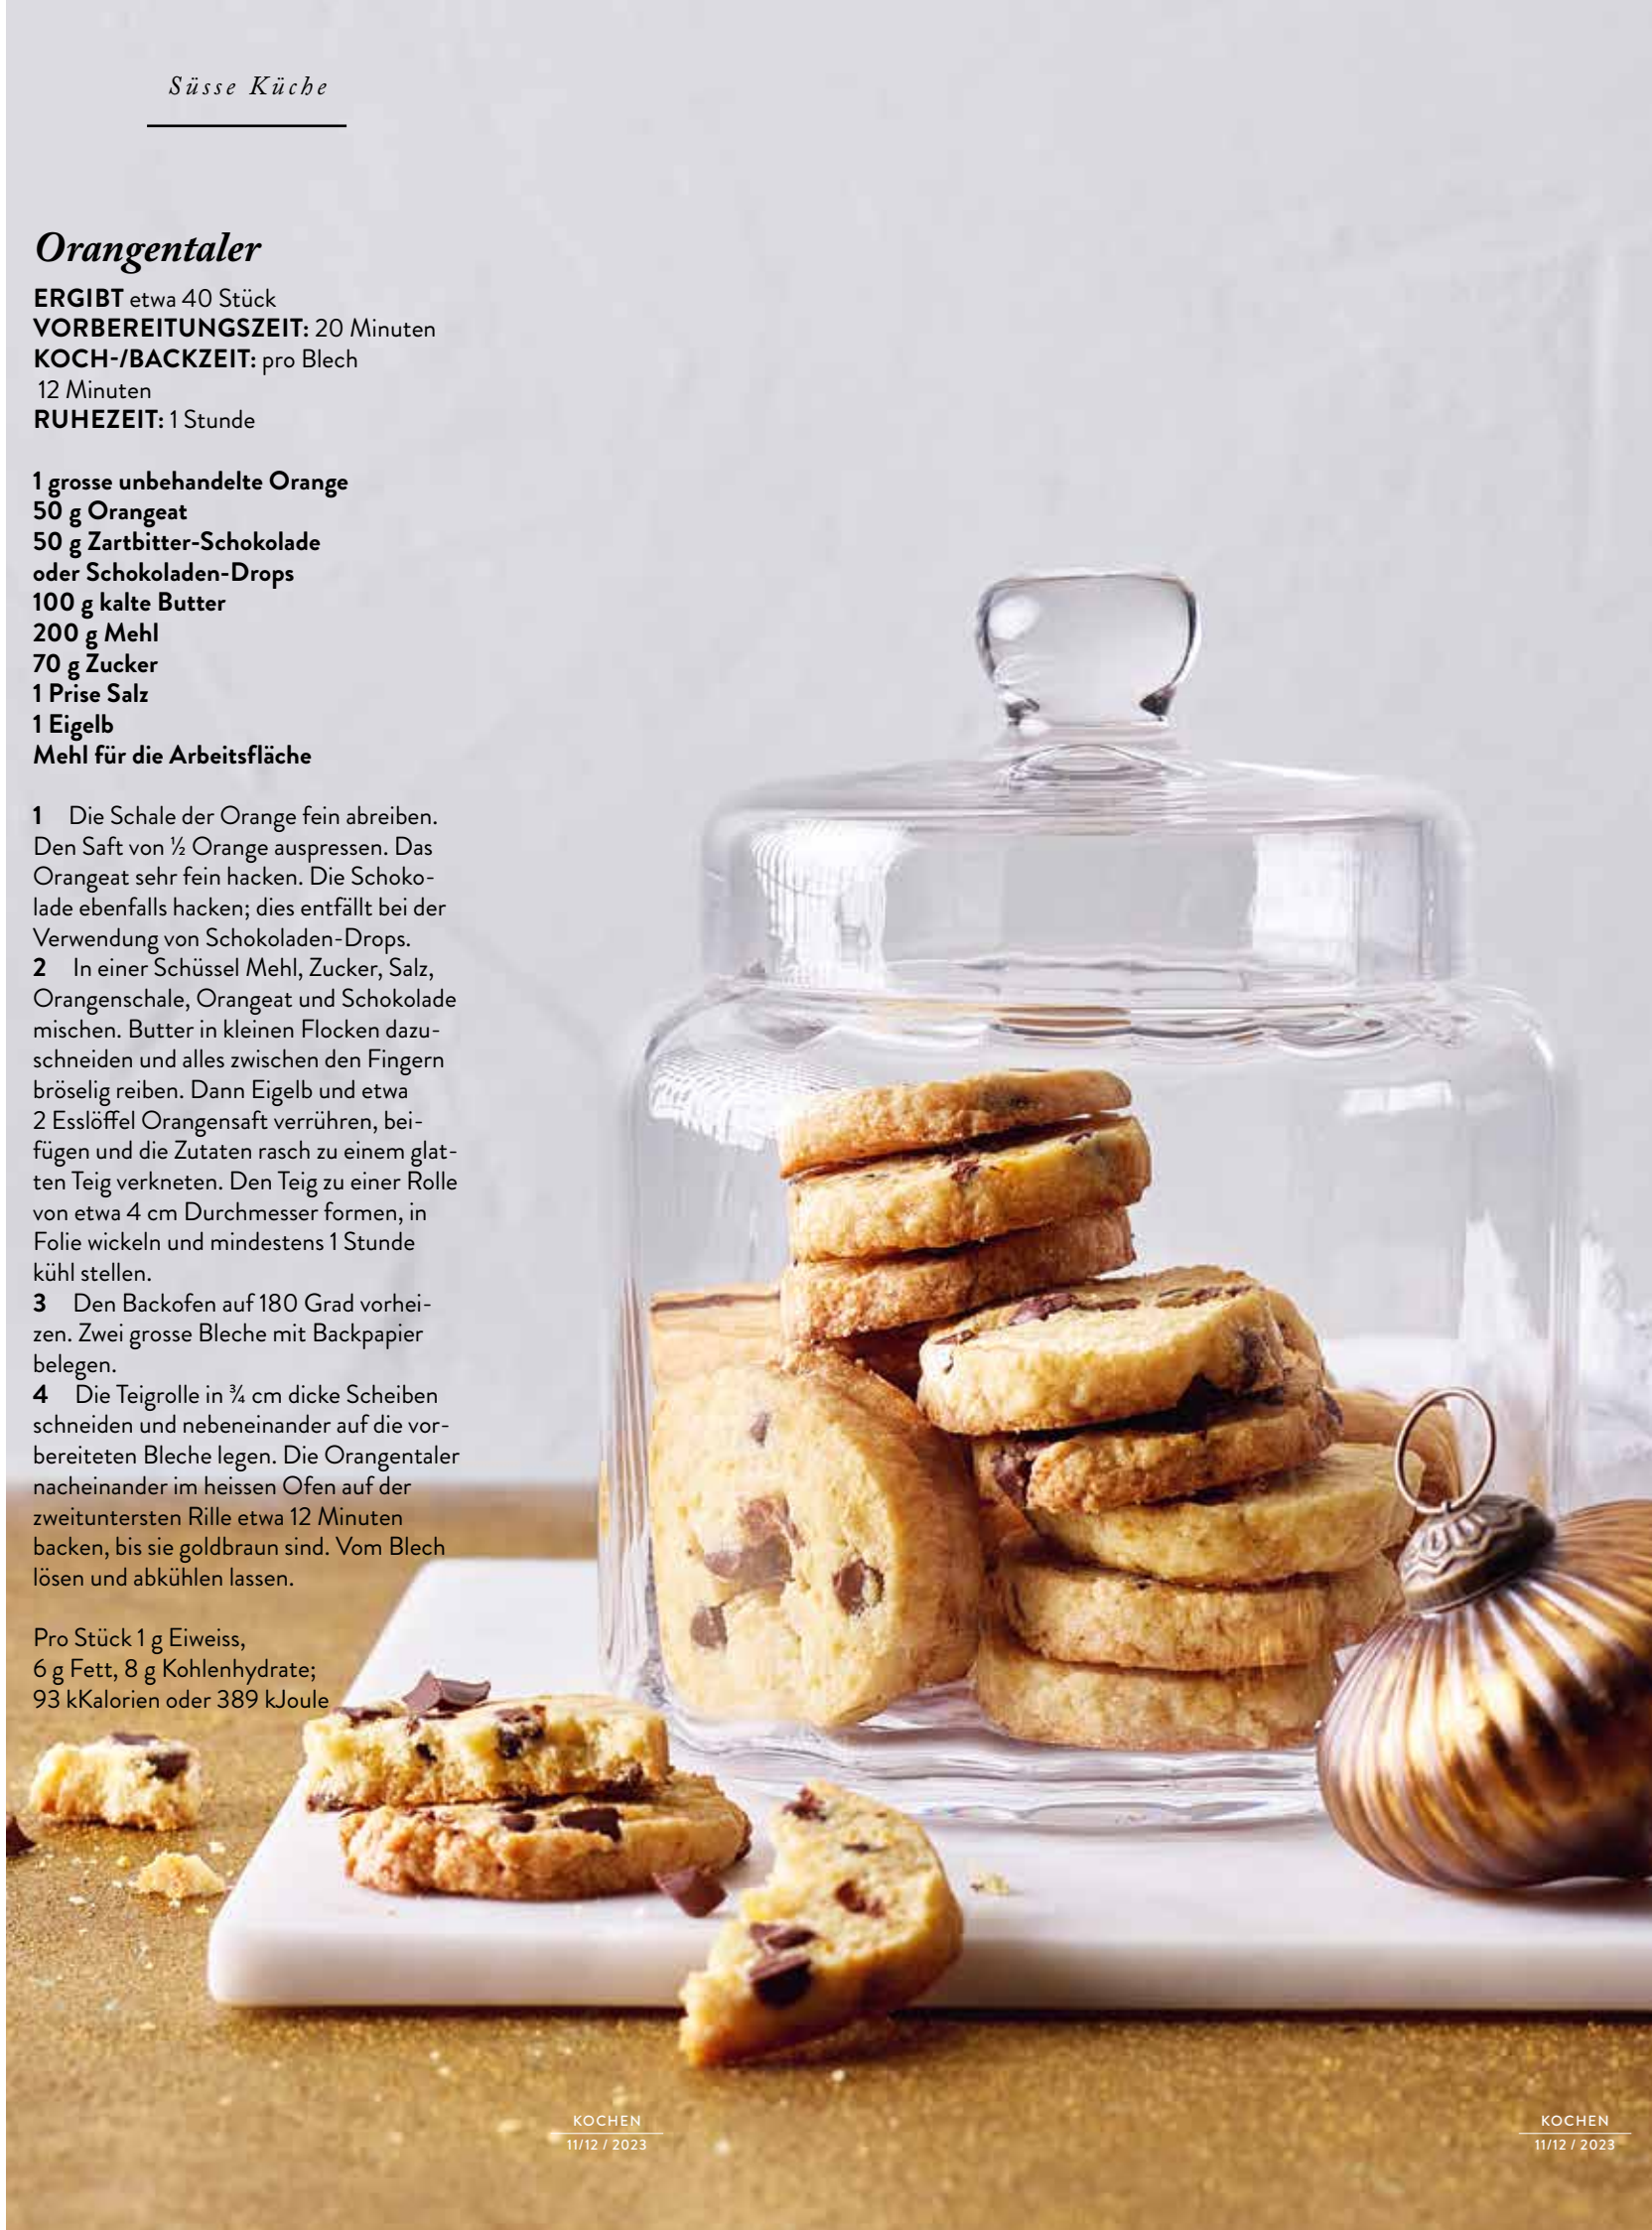 Süsse Küche
Orangentaler
ERGIBT etwa 40 Stück
VORBEREITUNGSZEIT: 20 Minuten
KOCH-/BACKZEIT: pro Blech
12 Minuten
RUHEZEIT: 1 Stunde
1 grosse unbehandelte Orange
50 g Orangeat
50 g Zartbitter-Schokolade
oder Schokoladen-Drops
100 g kalte Butter
200 g Mehl
70 g Zucker
1 Prise Salz
1 Eigelb
Mehl für die Arbeitsfläche
1 Die Schale der Orange fein abreiben.
Den Saft von ½ Orange auspressen. Das
Orangeat sehr fein hacken. Die Schoko-
lade ebenfalls hacken; dies entfällt bei der
Verwendung von Schokoladen-Drops.
2 In einer Schüssel Mehl, Zucker, Salz,
Orangenschale, Orangeat und Schokolade
mischen. Butter in kleinen Flocken dazu-
schneiden und alles zwischen den Fingern
bröselig reiben. Dann Eigelb und etwa
2 Esslöffel Orangensaft verrühren, bei-
fügen und die Zutaten rasch zu einem glat-
ten Teig verkneten. Den Teig zu einer Rolle
von etwa 4 cm Durchmesser formen, in
Folie wickeln und mindestens 1 Stunde
kühl stellen.
3 Den Backofen auf 180 Grad vorhei-
zen. Zwei grosse Bleche mit Backpapier
belegen.
4 Die Teigrolle in ¾ cm dicke Scheiben
schneiden und nebeneinander auf die vor-
bereiteten Bleche legen. Die Orangentaler
nacheinander im heissen Ofen auf der
zweituntersten Rille etwa 12 Minuten
backen, bis sie goldbraun sind. Vom Blech
lösen und abkühlen lassen.
Pro Stück 1 g Eiweiss,
6 g Fett, 8 g Kohlenhydrate;
93 kKalorien oder 389 kJoule
KOCHEN
11/12 / 2023
KOCHEN
11/12 / 2023